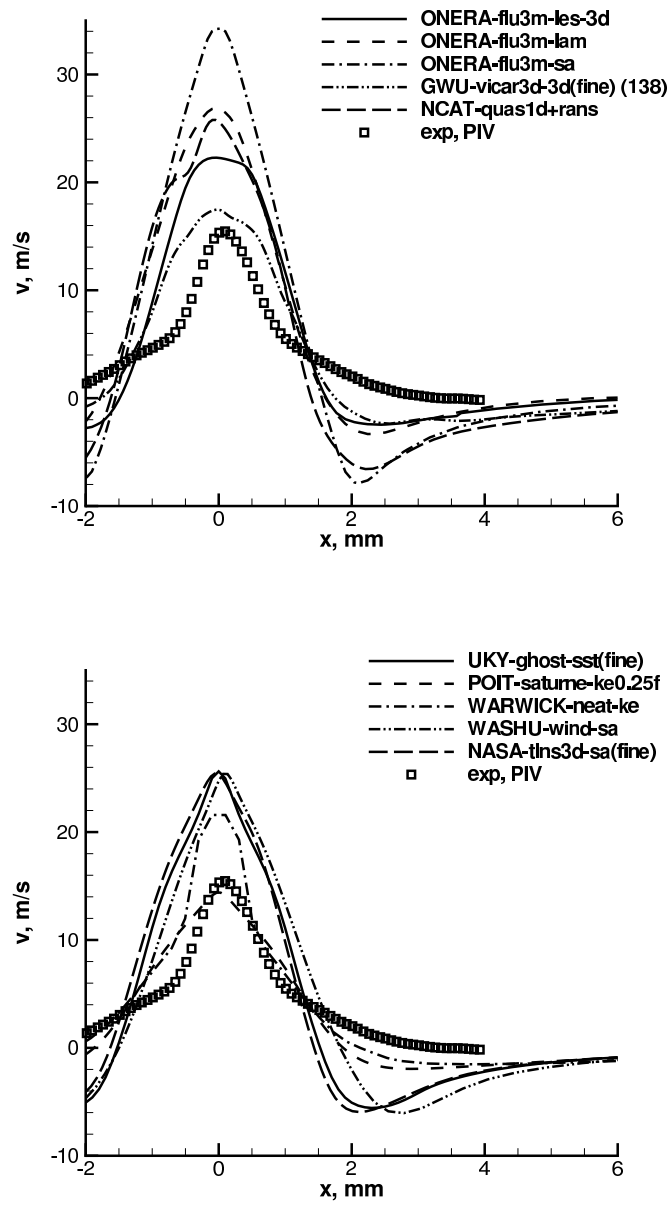 ONERA-flu3m-les-3d
ONERA-flu3m-lam
ONERA-flu3m-sa
GWU-vicar3d-3d(fine) (138)
NCAT-quas1d+rans
exp, PIV
30
20
10
0
-10
v, m/s
-2 0 2 4 6
x, mm
UKY-ghost-sst(fine)
POIT-saturne-ke0.25f
WARWICK-neat-ke
WASHU-wind-sa
NASA-tlns3d-sa(fine)
exp, PIV
30
20
10
0
-10
v, m/s
-2 0 2 4 6
x, mm